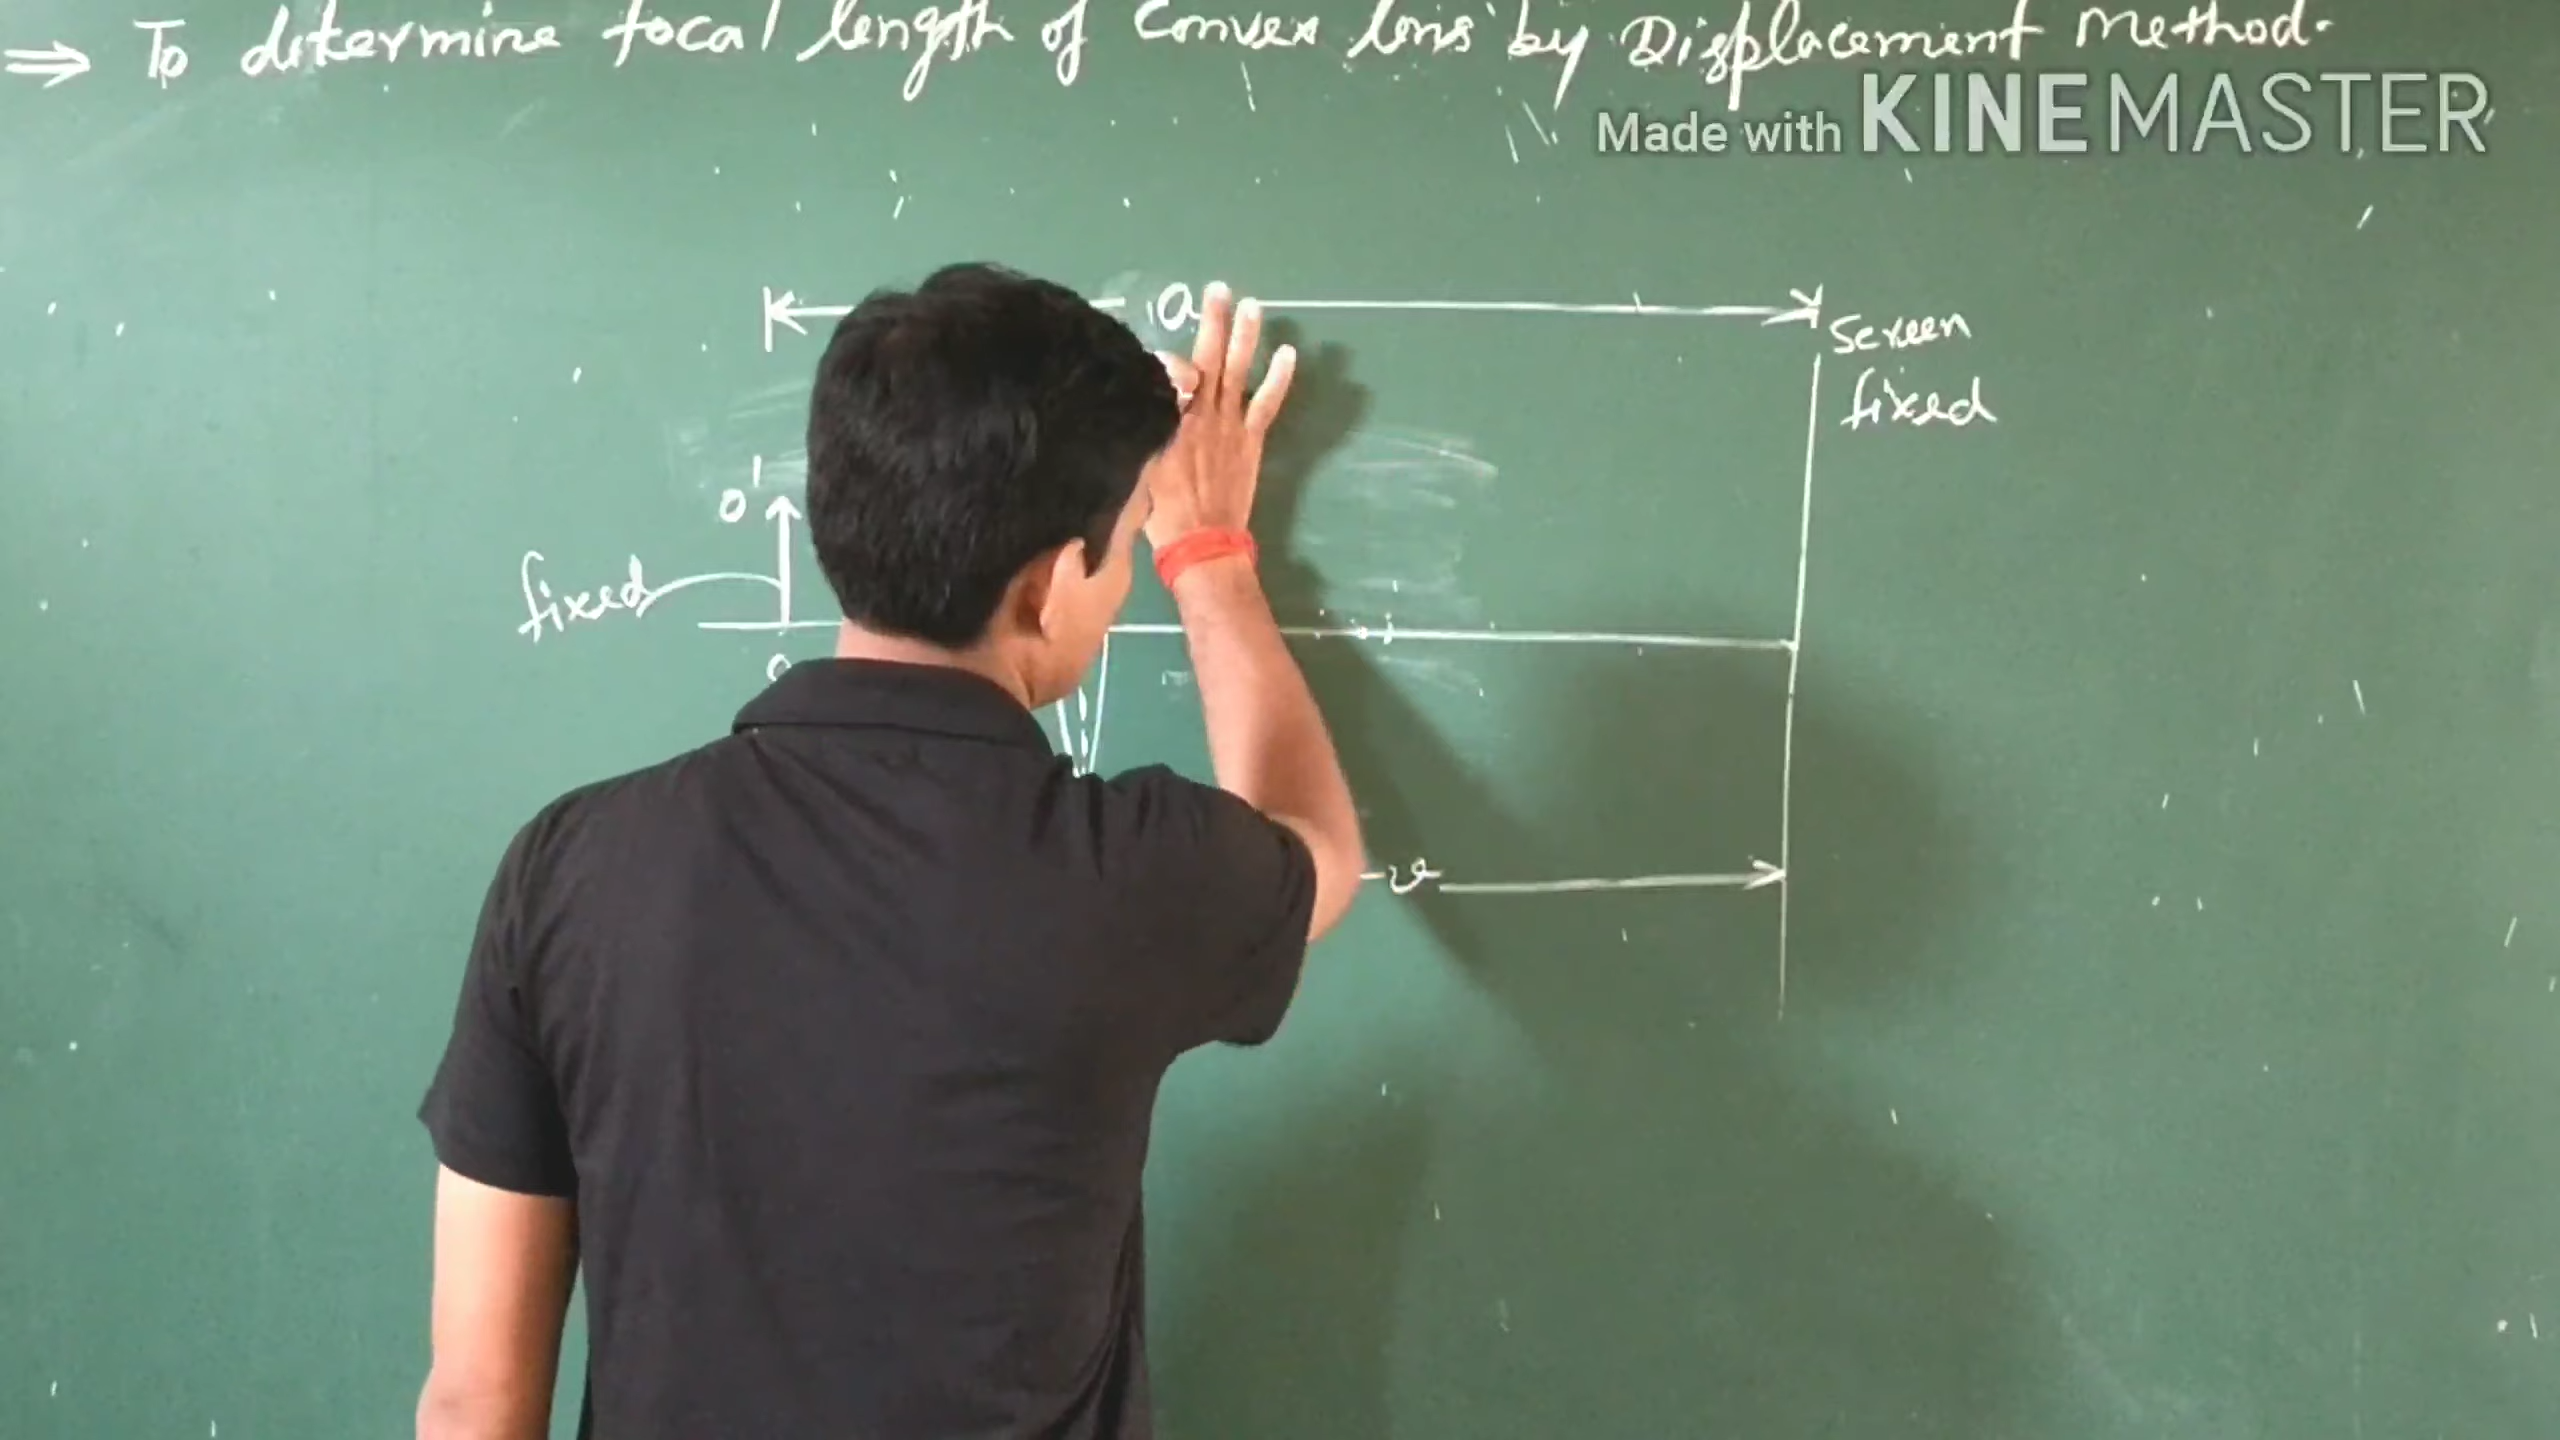 ⇒ To determine focal length of Convex lens by Displacement Method.
Made with KINEMASTER
a
Screen
fixed
O'
fixed
O
v